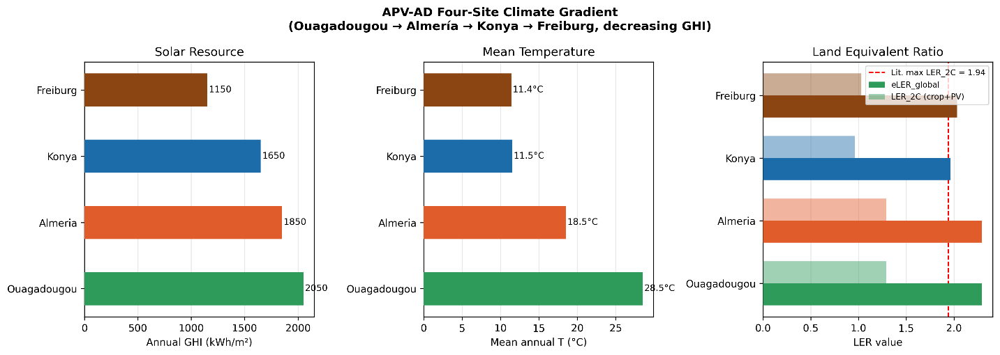 APV-AD Four-Site Climate Gradient
(Ouagadougou → Almería → Konya → Freiburg, decreasing GHI)
Solar Resource
Freiburg
1150
Konya
1650
Almeria
1850
Ouagadougou
2050
0 500 1000 1500 2000
Annual GHI (kWh/m²)
Mean Temperature
Freiburg
11.4°C
Konya
11.5°C
Almeria
18.5°C
Ouagadougou
28.5°C
0 5 10 15 20 25
Mean annual T (°C)
Land Equivalent Ratio
Lit. max LER_2C = 1.94
eLER_global
LER_2C (crop+PV)
Freiburg
Konya
Almeria
Ouagadougou
0.0 0.5 1.0 1.5 2.0
LER value